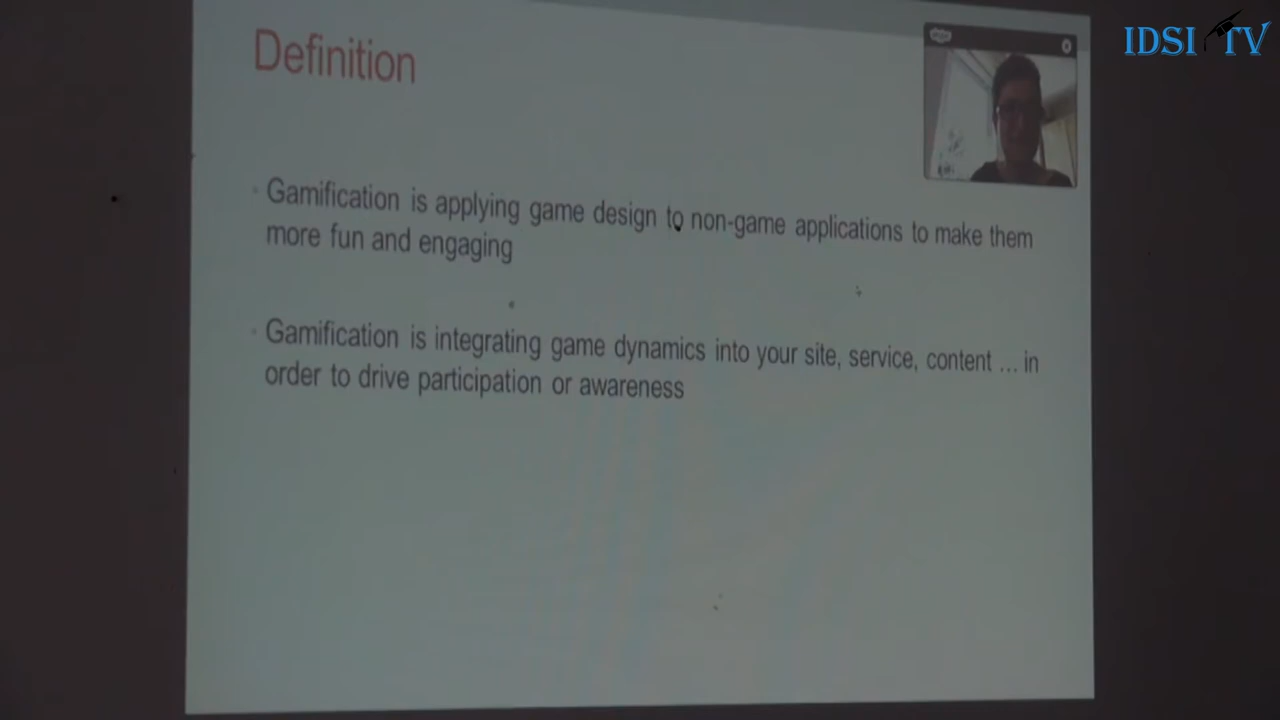 IDSI TV
Definition
Gamification is applying game design to non-game applications to make them
more fun and engaging
Gamification is integrating game dynamics into your site, service, content ... in
order to drive participation or awareness